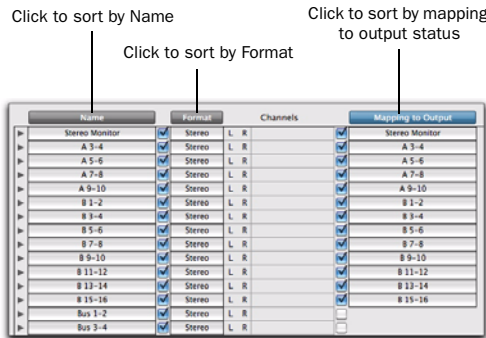 Click to sort by Name
Click to sort by mapping
to output status
Click to sort by Format
Name Format Channels Mapping to Output
Stereo Monitor Stereo L R Stereo Monitor
A 3-4 Stereo L R A 3-4
A 5-6 Stereo L R A 5-6
A 7-8 Stereo L R A 7-8
A 9-10 Stereo L R A 9-10
B 1-2 Stereo L R B 1-2
B 3-4 Stereo L R B 3-4
B 5-6 Stereo L R B 5-6
B 7-8 Stereo L R B 7-8
B 9-10 Stereo L R B 9-10
B 11-12 Stereo L R B 11-12
B 13-14 Stereo L R B 13-14
B 15-16 Stereo L R B 15-16
Bus 1-2 Stereo L R
Bus 3-4 Stereo L R